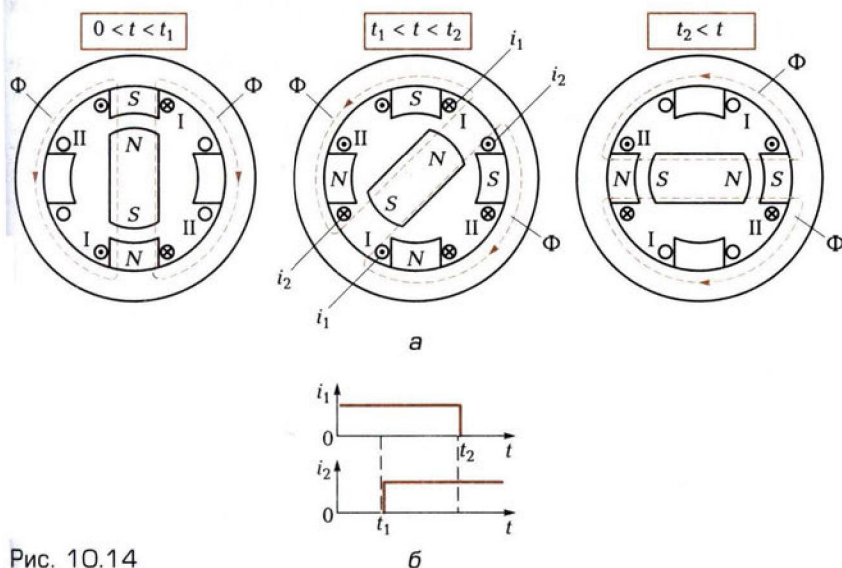 0 < t < t₁
t₁ < t < t₂
t₂ < t
i₁
i₂
Φ
Φ
Φ
Φ
S
I
II
N
S
N
I
II
S
I
II
N
N
S
S
N
I
II
Φ
i₂
i₁
I
II
N
S
N
S
I
II
Φ
а
i₁
0
t₂
t
i₂
0
t₁
t
Рис. 10.14
б